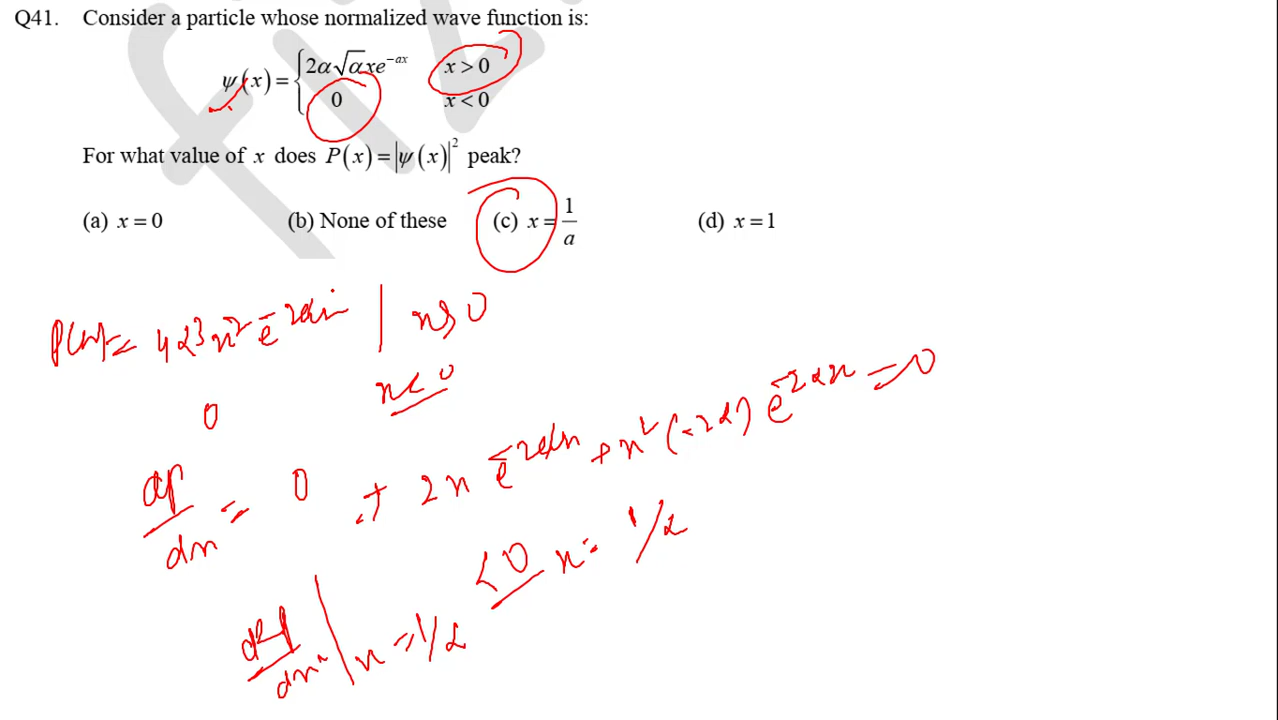 Q41. Consider a particle whose normalized wave function is:
ψ(x) = { 2α√α xe^{-ax} x > 0
0 x < 0
For what value of x does P(x) = |ψ(x)|² peak?
(a) x = 0 (b) None of these (c) x = 1/a (d) x = 1
P(x) = 4α³x² e^{-2αx} | x > 0
0 x < 0
dP/dx = 0 + 2x e^{-2αx} + x² (-2α) e^{-2αx} = 0
x = 1/α
d²P/dx² | x = 1/α < 0